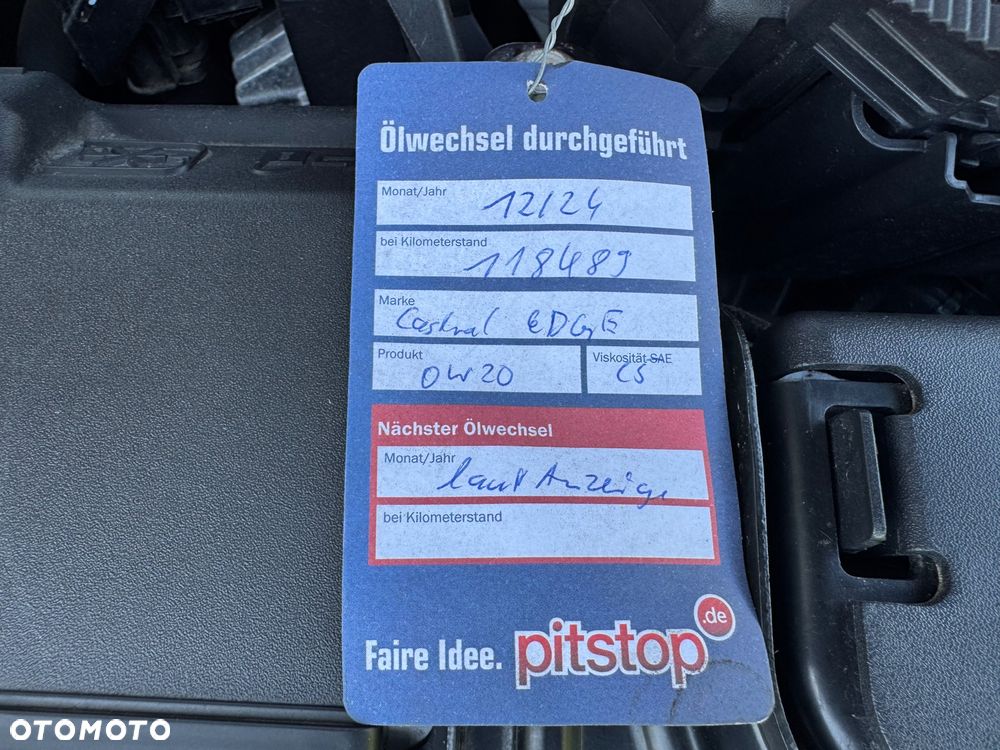 Ölwechsel durchgeführt
Monat/Jahr 12/24
bei Kilometerstand 118489
Marke Castrol EDGE
Produkt 0W20
Viskosität SAE C5
Nächster Ölwechsel
Monat/Jahr laut Anzeige
bei Kilometerstand
Faire Idee. pitstop.de
OTOMOTO